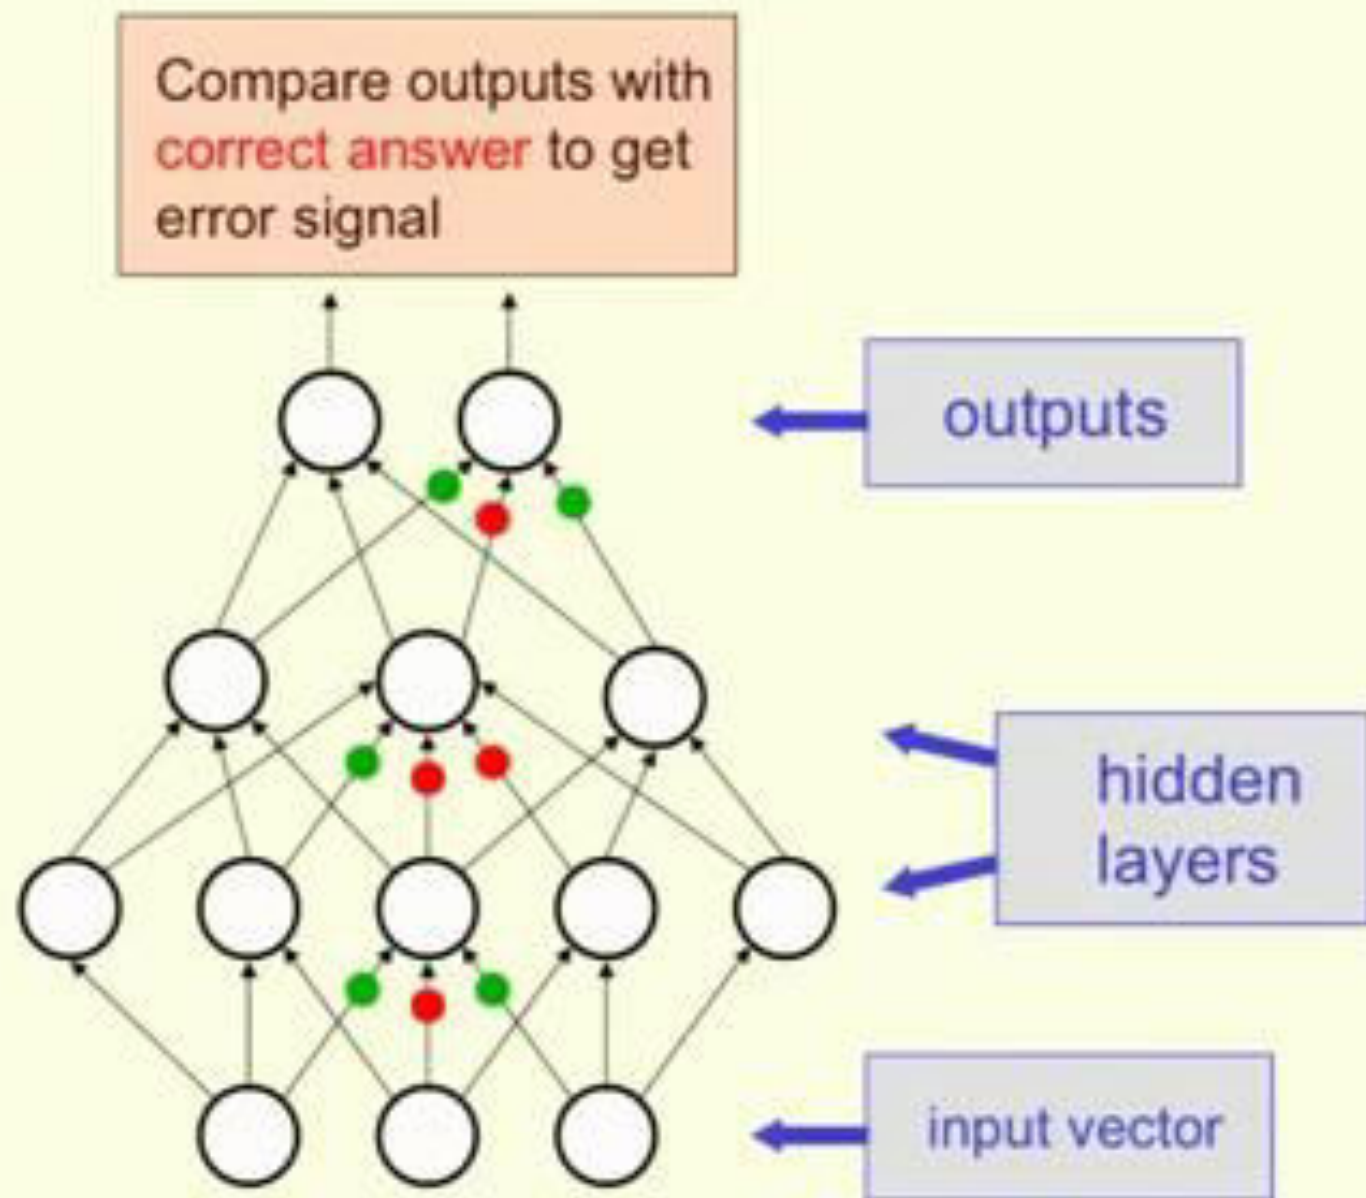 Compare outputs with
correct answer to get
error signal
outputs
hidden
layers
input vector